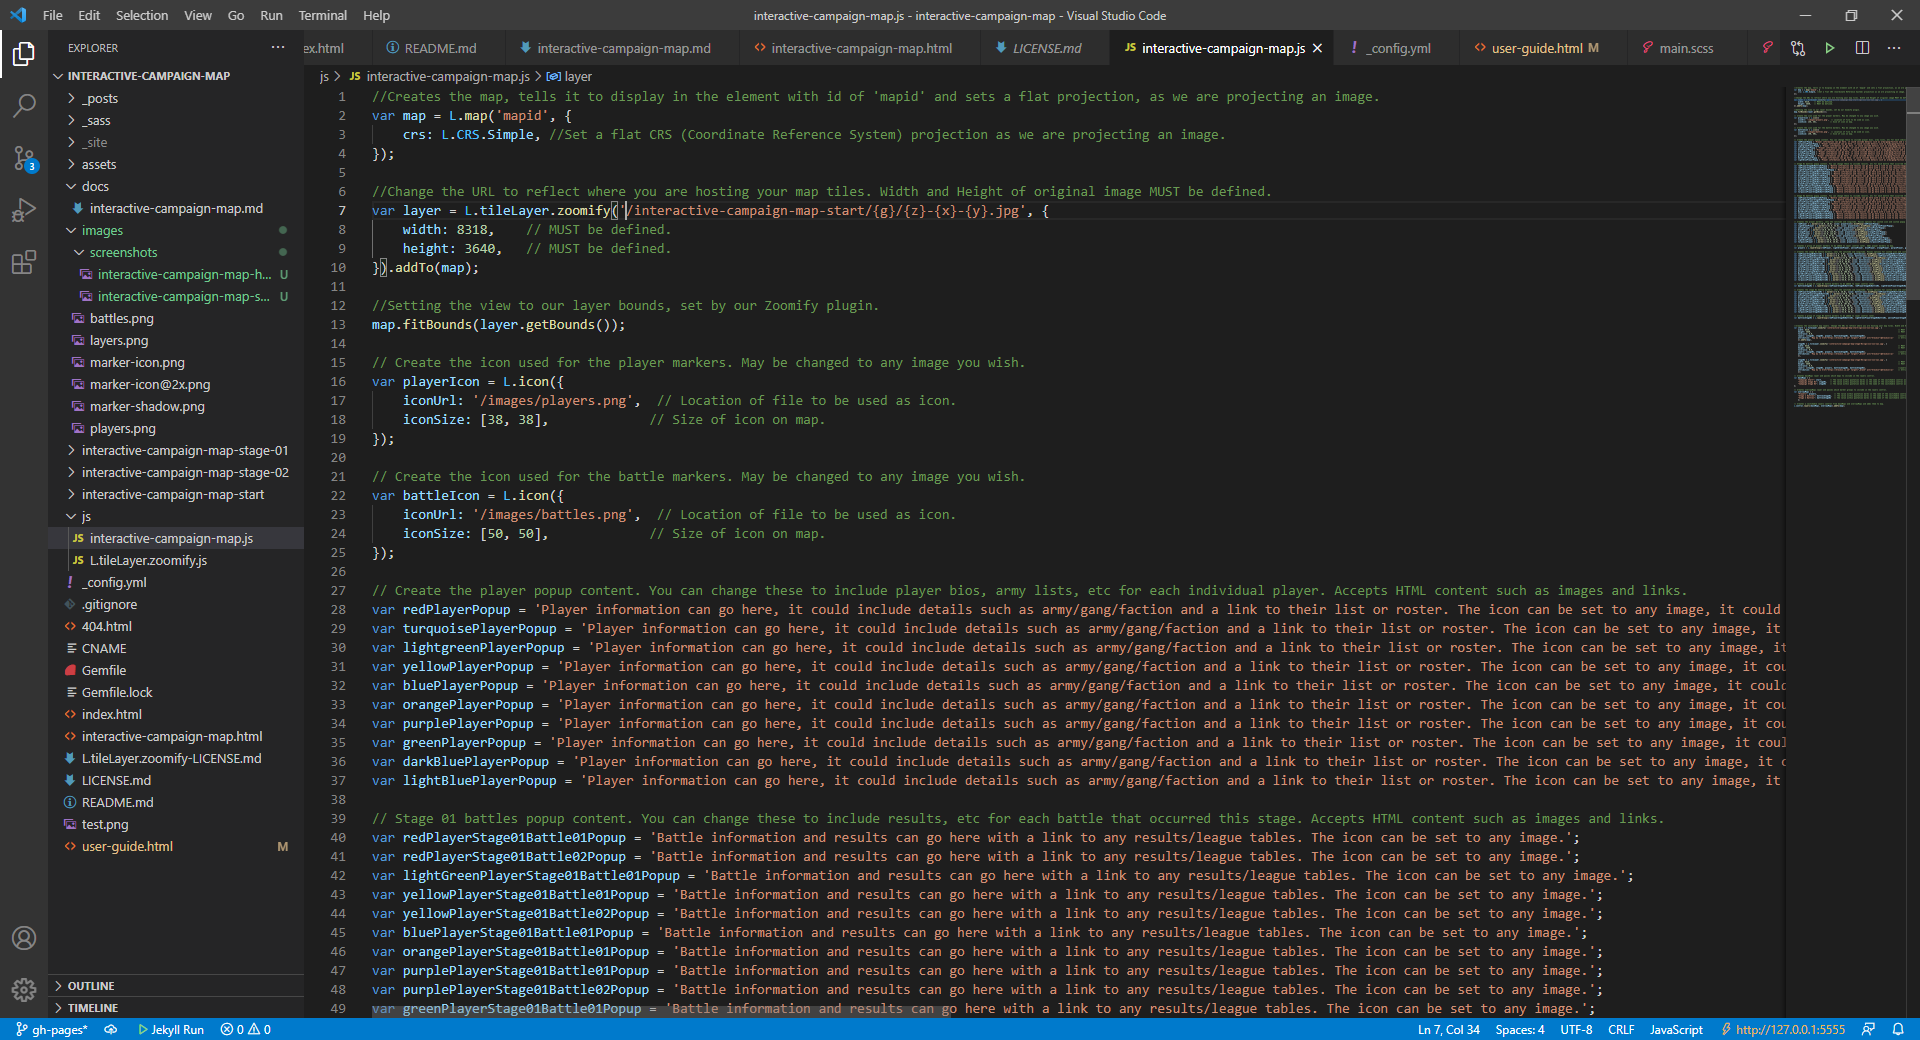 File Edit Selection View Go Run Terminal Help
interactive-campaign-map.js - interactive-campaign-map - Visual Studio Code
EXPLORER
ex.html
README.md
interactive-campaign-map.md
interactive-campaign-map.html
LICENSE.md
JS interactive-campaign-map.js
! _config.yml
user-guide.html M
main.scss
INTERACTIVE-CAMPAIGN-MAP
_posts
_sass
_site
assets
docs
interactive-campaign-map.md
images
screenshots
interactive-campaign-map-h... U
interactive-campaign-map-s... U
battles.png
layers.png
marker-icon.png
marker-icon@2x.png
marker-shadow.png
players.png
interactive-campaign-map-stage-01
interactive-campaign-map-stage-02
interactive-campaign-map-start
js
JS interactive-campaign-map.js
JS L.tileLayer.zoomify.js
! _config.yml
.gitignore
404.html
CNAME
Gemfile
Gemfile.lock
index.html
interactive-campaign-map.html
L.tileLayer.zoomify-LICENSE.md
LICENSE.md
README.md
test.png
user-guide.html M
OUTLINE
TIMELINE
3
js > JS interactive-campaign-map.js > layer
1 //Creates the map, tells it to display in the element with id of 'mapid' and sets a flat projection, as we are projecting an image.
2 var map = L.map('mapid', {
3 crs: L.CRS.Simple, //Set a flat CRS (Coordinate Reference System) projection as we are projecting an image.
4 });
5
6 //Change the URL to reflect where you are hosting your map tiles. Width and Height of original image MUST be defined.
7 var layer = L.tileLayer.zoomify('/interactive-campaign-map-start/{g}/{z}-{x}-{y}.jpg', {
8 width: 8318, // MUST be defined.
9 height: 3640, // MUST be defined.
10 }).addTo(map);
11
12 //Setting the view to our layer bounds, set by our Zoomify plugin.
13 map.fitBounds(layer.getBounds());
14
15 // Create the icon used for the player markers. May be changed to any image you wish.
16 var playerIcon = L.icon({
17 iconUrl: '/images/players.png', // Location of file to be used as icon.
18 iconSize: [38, 38], // Size of icon on map.
19 });
20
21 // Create the icon used for the battle markers. May be changed to any image you wish.
22 var battleIcon = L.icon({
23 iconUrl: '/images/battles.png', // Location of file to be used as icon.
24 iconSize: [50, 50], // Size of icon on map.
25 });
26
27 // Create the player popup content. You can change these to include player bios, army lists, etc for each individual player. Accepts HTML content such as images and links.
28 var redPlayerPopup = 'Player information can go here, it could include details such as army/gang/faction and a link to their list or roster. The icon can be set to any image, it could
29 var turquoisePlayerPopup = 'Player information can go here, it could include details such as army/gang/faction and a link to their list or roster. The icon can be set to any image, it
30 var lightgreenPlayerPopup = 'Player information can go here, it could include details such as army/gang/faction and a link to their list or roster. The icon can be set to any image, it
31 var yellowPlayerPopup = 'Player information can go here, it could include details such as army/gang/faction and a link to their list or roster. The icon can be set to any image, it cou
32 var bluePlayerPopup = 'Player information can go here, it could include details such as army/gang/faction and a link to their list or roster. The icon can be set to any image, it could
33 var orangePlayerPopup = 'Player information can go here, it could include details such as army/gang/faction and a link to their list or roster. The icon can be set to any image, it cou
34 var purplePlayerPopup = 'Player information can go here, it could include details such as army/gang/faction and a link to their list or roster. The icon can be set to any image, it cou
35 var greenPlayerPopup = 'Player information can go here, it could include details such as army/gang/faction and a link to their list or roster. The icon can be set to any image, it coul
36 var darkBluePlayerPopup = 'Player information can go here, it could include details such as army/gang/faction and a link to their list or roster. The icon can be set to any image, it c
37 var lightBluePlayerPopup = 'Player information can go here, it could include details such as army/gang/faction and a link to their list or roster. The icon can be set to any image, it
38
39 // Stage 01 battles popup content. You can change these to include results, etc for each battle that occurred this stage. Accepts HTML content such as images and links.
40 var redPlayerStage01Battle01Popup = 'Battle information and results can go here with a link to any results/league tables. The icon can be set to any image.';
41 var redPlayerStage01Battle02Popup = 'Battle information and results can go here with a link to any results/league tables. The icon can be set to any image.';
42 var lightGreenPlayerStage01Battle01Popup = 'Battle information and results can go here with a link to any results/league tables. The icon can be set to any image.';
43 var yellowPlayerStage01Battle01Popup = 'Battle information and results can go here with a link to any results/league tables. The icon can be set to any image.';
44 var yellowPlayerStage01Battle02Popup = 'Battle information and results can go here with a link to any results/league tables. The icon can be set to any image.';
45 var bluePlayerStage01Battle01Popup = 'Battle information and results can go here with a link to any results/league tables. The icon can be set to any image.';
46 var orangePlayerStage01Battle01Popup = 'Battle information and results can go here with a link to any results/league tables. The icon can be set to any image.';
47 var purplePlayerStage01Battle01Popup = 'Battle information and results can go here with a link to any results/league tables. The icon can be set to any image.';
48 var purplePlayerStage01Battle02Popup = 'Battle information and results can go here with a link to any results/league tables. The icon can be set to any image.';
49 var greenPlayerStage01Battle01Popup = 'Battle information and results can go here with a link to any results/league tables. The icon can be set to any image.';
gh-pages* Jekyll Run 0 0 Ln 7, Col 34 Spaces: 4 UTF-8 CRLF JavaScript http://127.0.0.1:5555